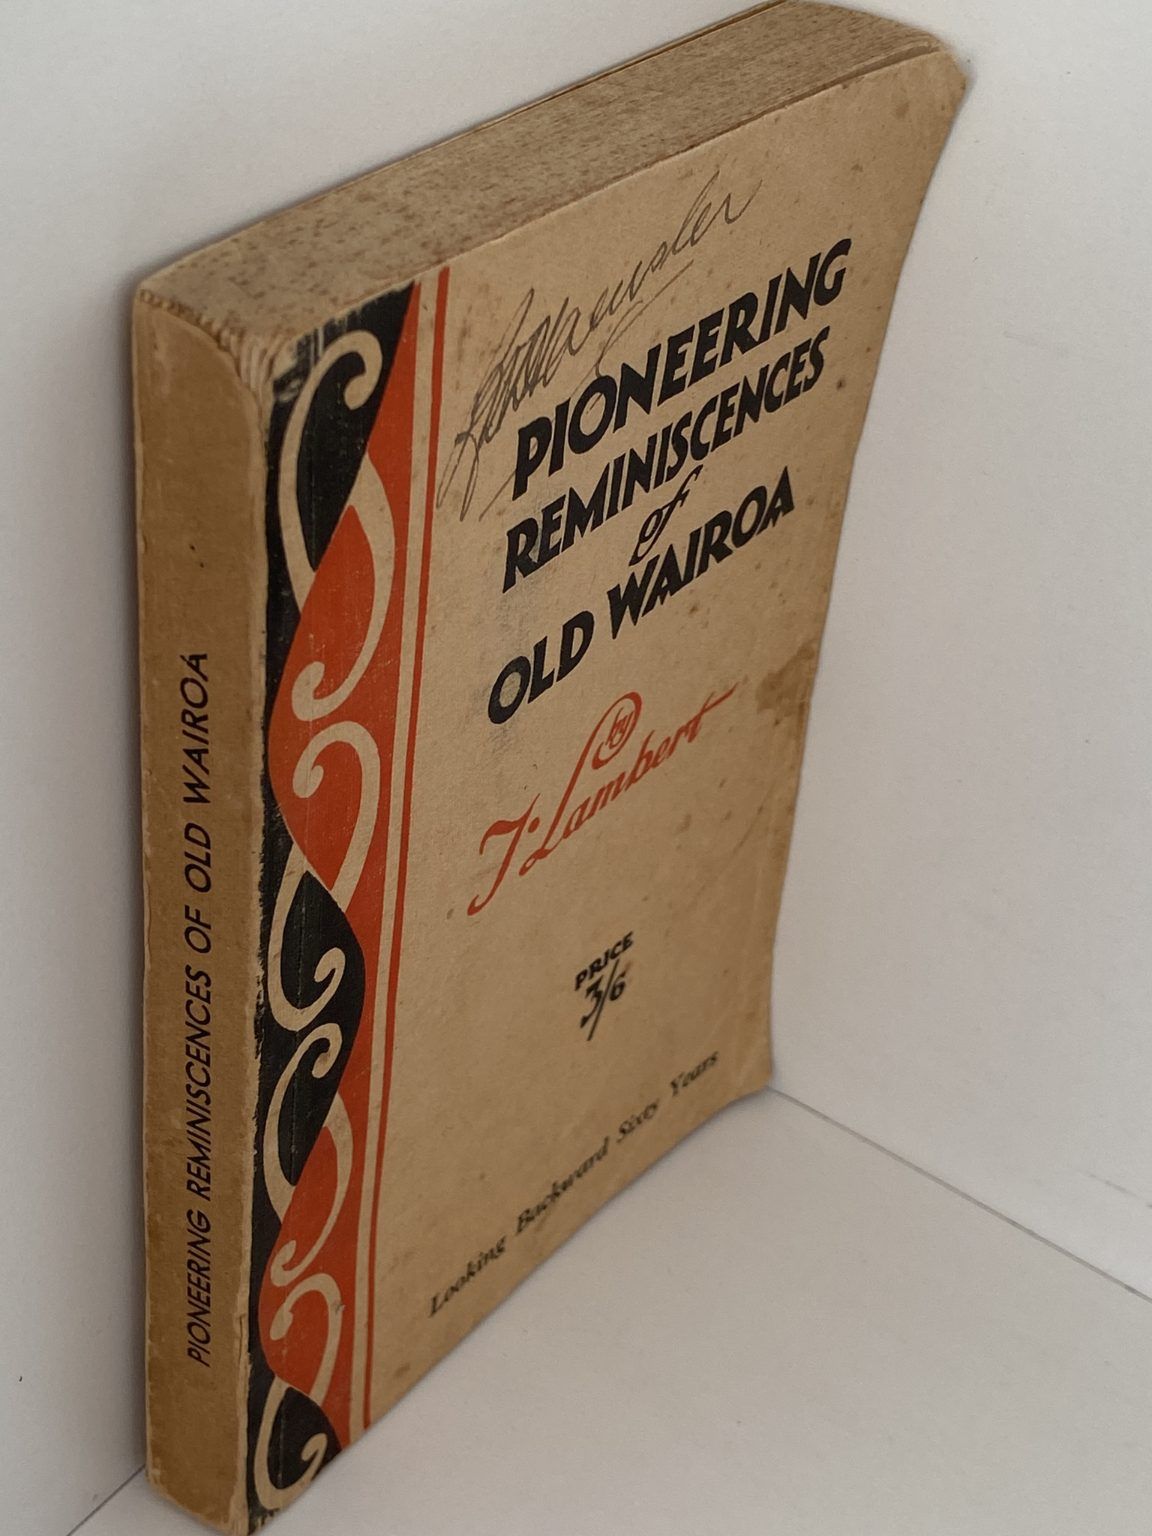 PIONEERING REMINISCENCES OF OLD WAIROA
PIONEERING
REMINISCENCES
of
OLD WAIROA
by
T. Lambert
PRICE
3/6
Looking Backward Sixty Years